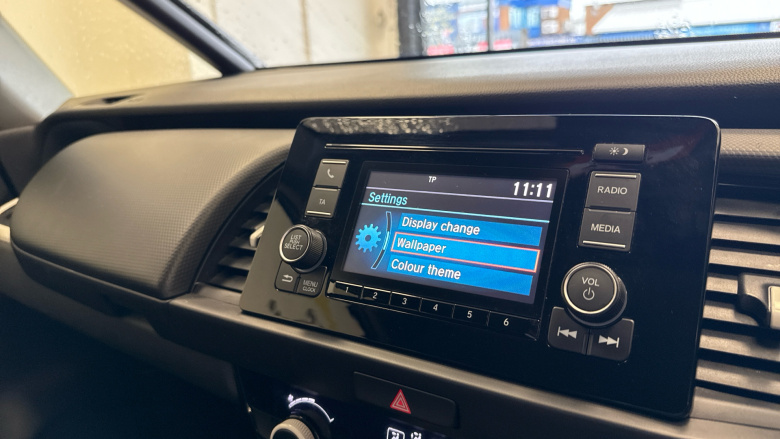 TP
11:11
Settings
Display change
Wallpaper
Colour theme
TA
LIST
PUSH
SELECT
MENU
CLOCK
1 2 3 4 5 6
RADIO
MEDIA
VOL